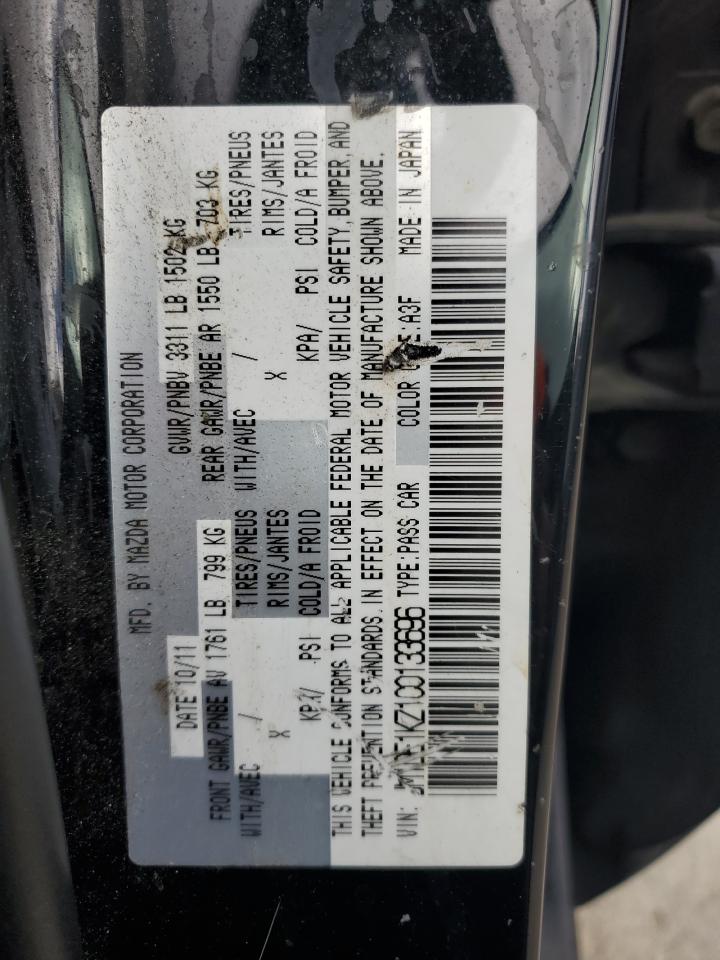 MFD. BY MAZDA MOTOR CORPORATION
DATE 10/11 GVWR/PNBV 3311 LB 1502 KG
FRONT GAWR/PNBE AV 1761 LB 799 KG REAR GAWR/PNBE AR 1550 LB 703 KG
TIRES/PNEUS TIRES/PNEUS
WITH/AVEC / RIMS/JANTES WITH/AVEC / RIMS/JANTES
X X
KPA/ PSI COLD/A FROID KPA/ PSI COLD/A FROID
THIS VEHICLE CONFORMS TO ALL APPLICABLE FEDERAL MOTOR VEHICLE SAFETY, BUMPER, AND
THEFT PREVENTION STANDARDS IN EFFECT ON THE DATE OF MANUFACTURE SHOWN ABOVE.
VIN: TYPE:PASS CAR COLOR A3F MADE IN JAPAN